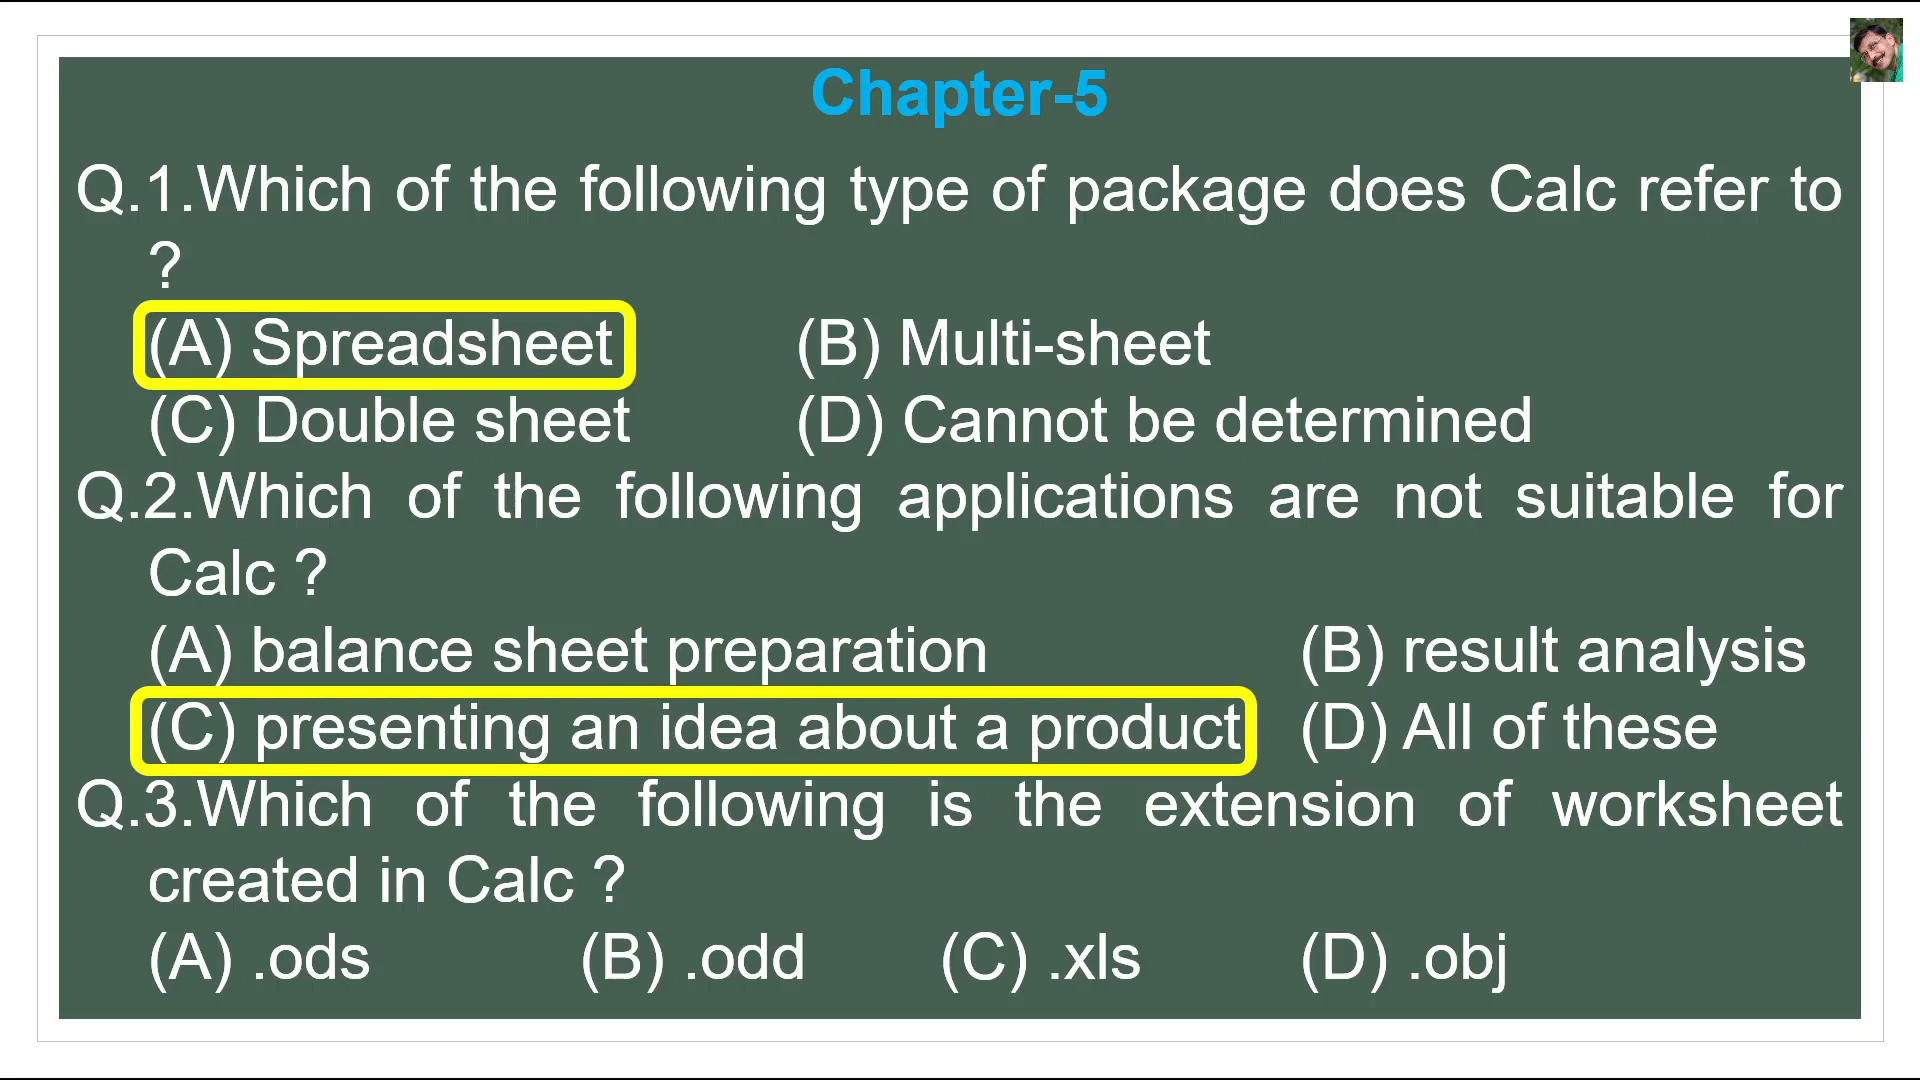 Chapter-5
Q.1.Which of the following type of package does Calc refer to
?
(A) Spreadsheet (B) Multi-sheet
(C) Double sheet (D) Cannot be determined
Q.2.Which of the following applications are not suitable for
Calc ?
(A) balance sheet preparation (B) result analysis
(C) presenting an idea about a product (D) All of these
Q.3.Which of the following is the extension of worksheet
created in Calc ?
(A) .ods (B) .odd (C) .xls (D) .obj